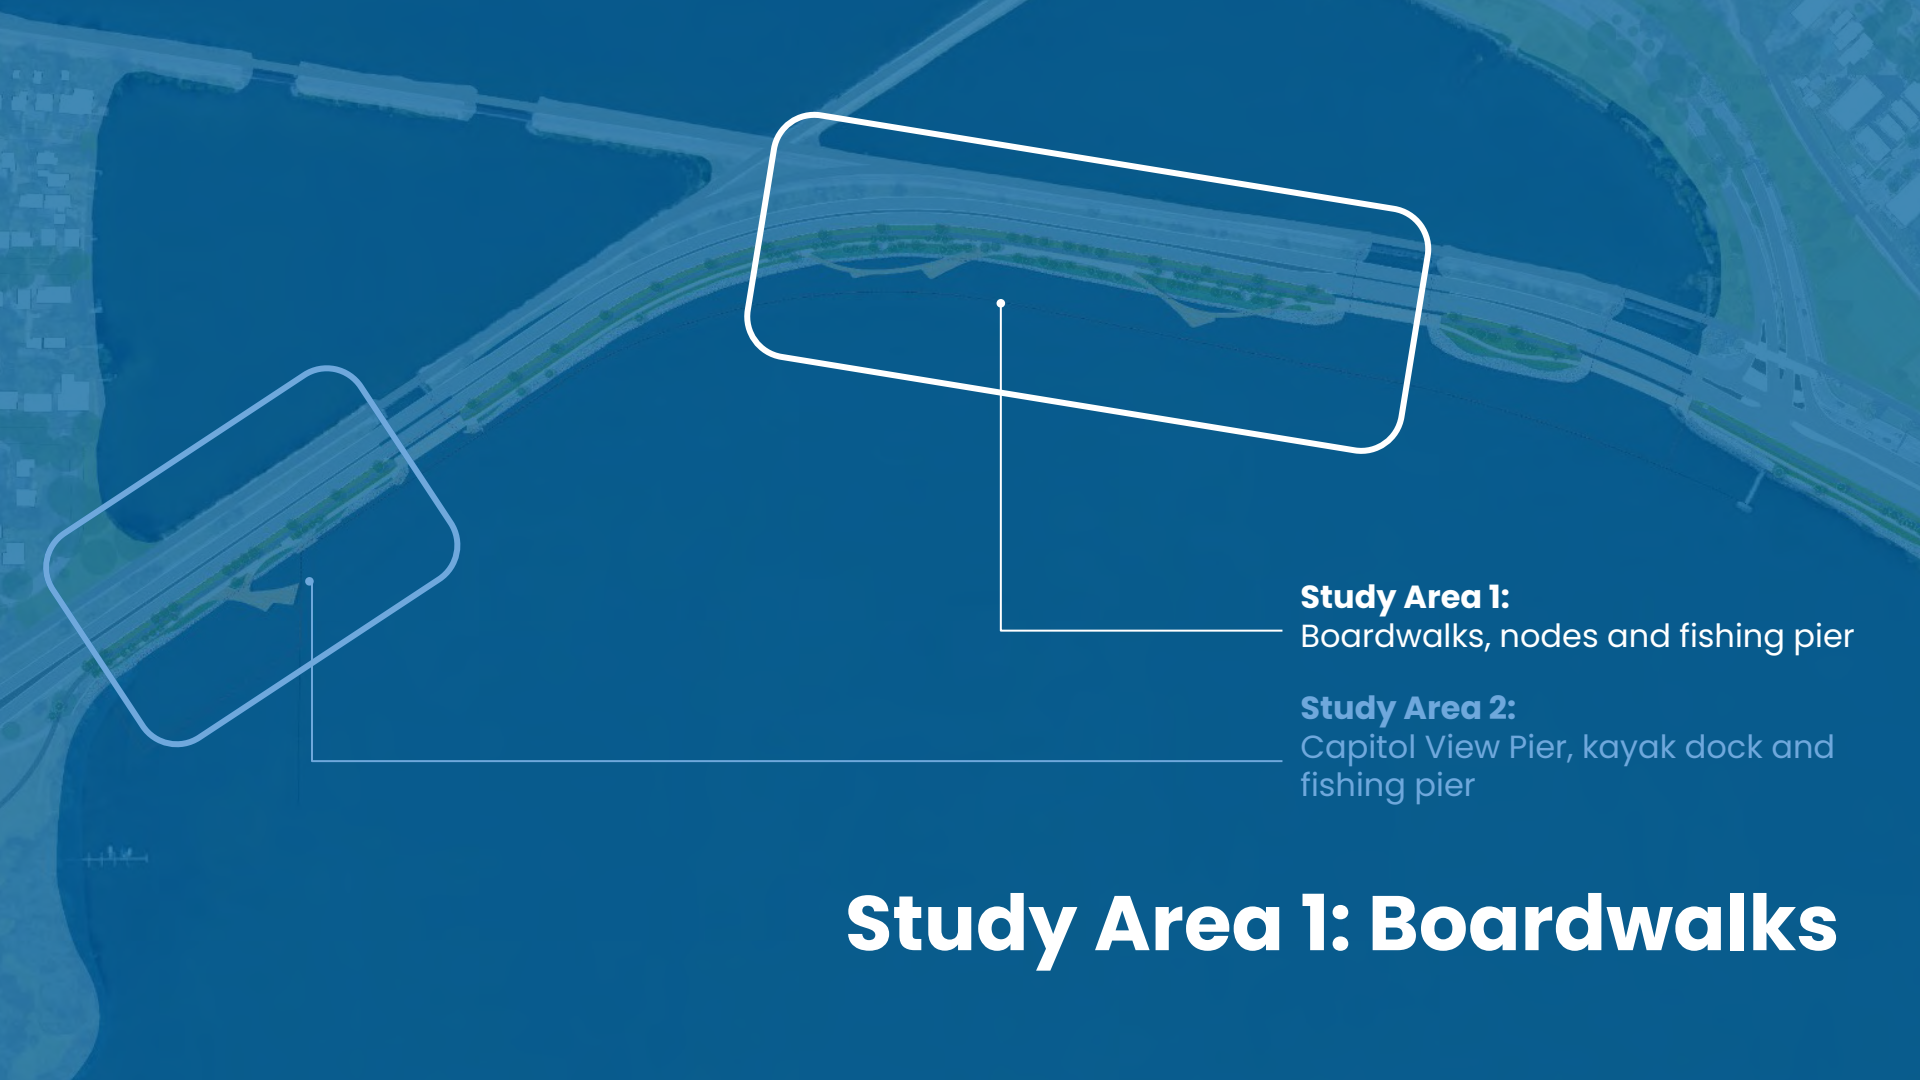 Study Area 1:
Boardwalks, nodes and fishing pier
Study Area 2:
Capitol View Pier, kayak dock and
fishing pier
Study Area 1: Boardwalks